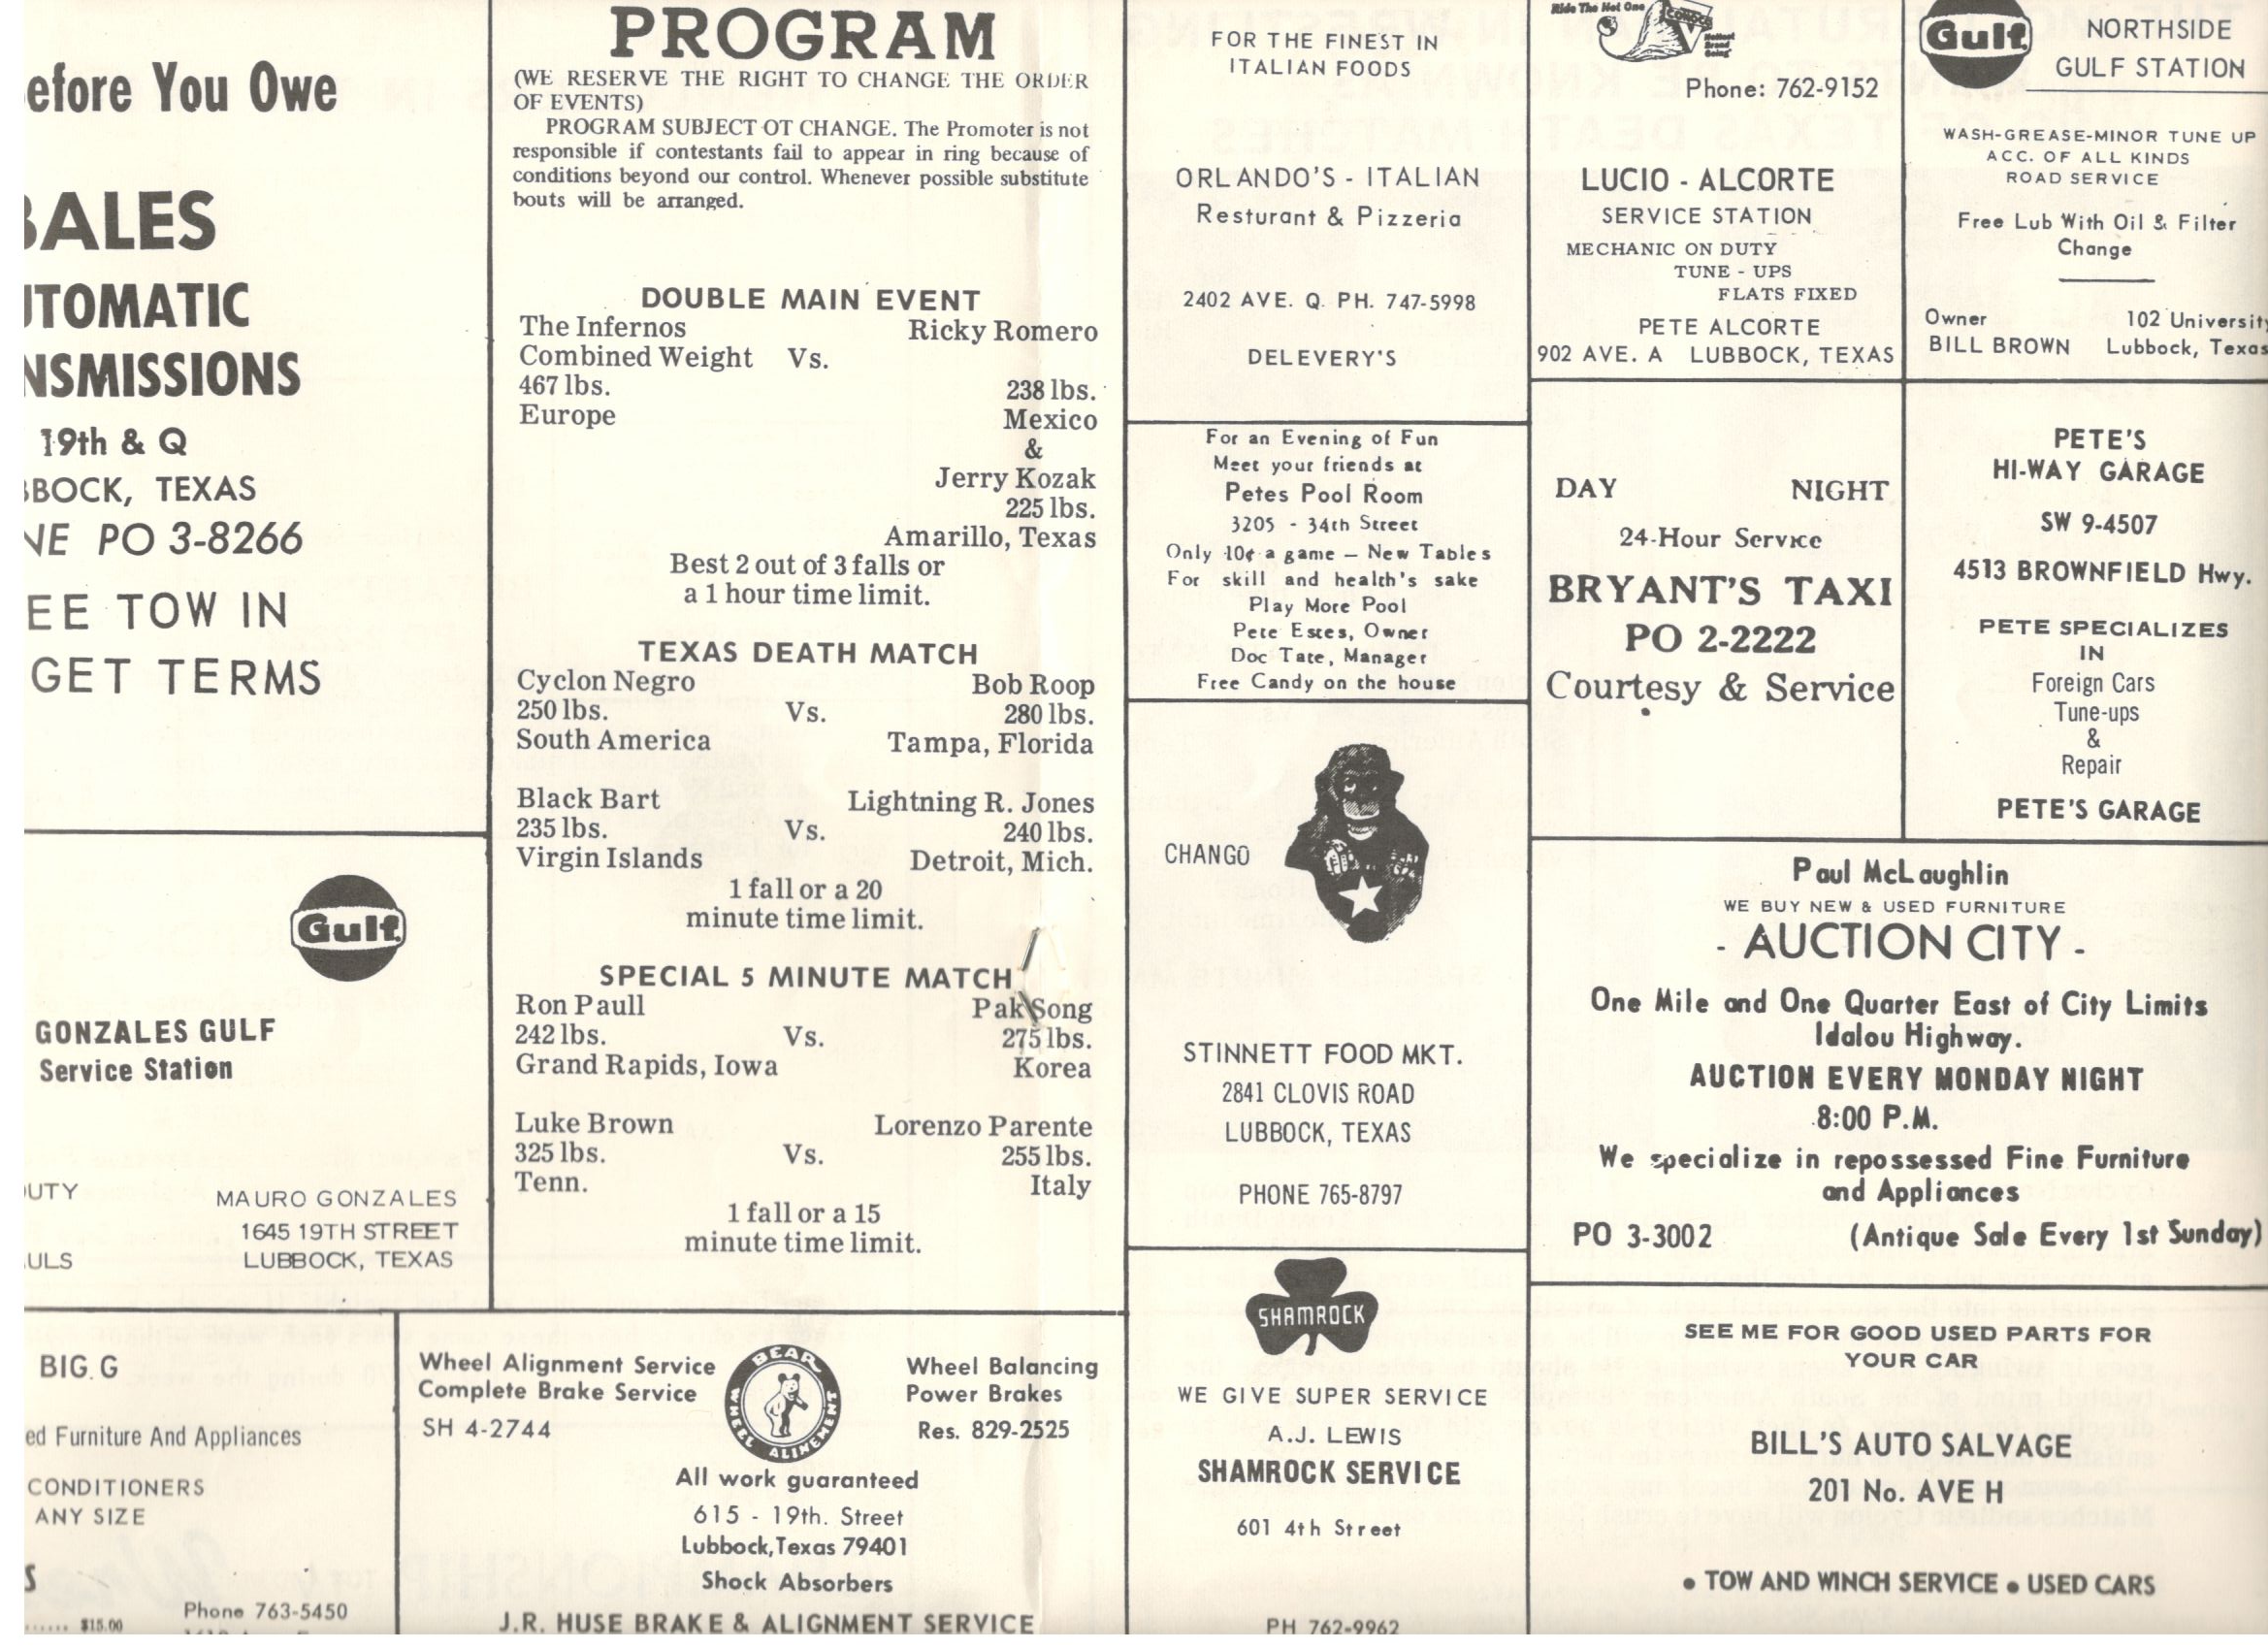 efore You Owe
BALES
UTOMATIC
NSMISSIONS
19th & Q
BBOCK, TEXAS
NE PO 3-8266
EE TOW IN
GET TERMS
Gulf
GONZALES GULF
Service Station
UTY
MAURO GONZALES
1645 19TH STREET
ULS
LUBBOCK, TEXAS
BIG. G
ed Furniture And Appliances
CONDITIONERS
ANY SIZE
S
...... $15.00
Phone 763-5450
PROGRAM
(WE RESERVE THE RIGHT TO CHANGE THE ORDER
OF EVENTS)
PROGRAM SUBJECT OT CHANGE. The Promoter is not
responsible if contestants fail to appear in ring because of
conditions beyond our control. Whenever possible substitute
bouts will be arranged.
DOUBLE MAIN EVENT
The Infernos Ricky Romero
Combined Weight Vs.
467 lbs. 238 lbs.
Europe Mexico
&
Jerry Kozak
225 lbs.
Amarillo, Texas
Best 2 out of 3 falls or
a 1 hour time limit.
TEXAS DEATH MATCH
Cyclon Negro Bob Roop
250 lbs. Vs. 280 lbs.
South America Tampa, Florida
Black Bart Lightning R. Jones
235 lbs. Vs. 240 lbs.
Virgin Islands Detroit, Mich.
1 fall or a 20
minute time limit.
SPECIAL 5 MINUTE MATCH
Ron Paull Pak Song
242 lbs. Vs. 275 lbs.
Grand Rapids, Iowa Korea
Luke Brown Lorenzo Parente
325 lbs. Vs. 255 lbs.
Tenn. Italy
1 fall or a 15
minute time limit.
Wheel Alignment Service
Complete Brake Service
SH 4-2744
BEAR
WHEEL ALINEMENT
Wheel Balancing
Power Brakes
Res. 829-2525
All work guaranteed
615 - 19th. Street
Lubbock, Texas 79401
Shock Absorbers
J.R. HUSE BRAKE & ALIGNMENT SERVICE
FOR THE FINEST IN
ITALIAN FOODS
ORLANDO'S - ITALIAN
Resturant & Pizzeria
2402 AVE. Q. PH. 747-5998
DELEVERY'S
For an Evening of Fun
Meet your friends at
Petes Pool Room
3205 - 34th Street
Only 10¢ a game — New Tables
For skill and health's sake
Play More Pool
Pete Estes, Owner
Doc Tate, Manager
Free Candy on the house
CHANGO
STINNETT FOOD MKT.
2841 CLOVIS ROAD
LUBBOCK, TEXAS
PHONE 765-8797
SHAMROCK
WE GIVE SUPER SERVICE
A.J. LEWIS
SHAMROCK SERVICE
601 4th Street
PH 762-9962
Ride The Hot One
CONOCO
Hottest
Brand
Going
Phone: 762-9152
LUCIO - ALCORTE
SERVICE STATION
MECHANIC ON DUTY
TUNE - UPS
FLATS FIXED
PETE ALCORTE
902 AVE. A LUBBOCK, TEXAS
Gulf
NORTHSIDE
GULF STATION
WASH-GREASE-MINOR TUNE UP
ACC. OF ALL KINDS
ROAD SERVICE
Free Lub With Oil & Filter
Change
Owner 102 University
BILL BROWN Lubbock, Texas
DAY NIGHT
24-Hour Service
BRYANT'S TAXI
PO 2-2222
Courtesy & Service
PETE'S
HI-WAY GARAGE
SW 9-4507
4513 BROWNFIELD Hwy.
PETE SPECIALIZES
IN
Foreign Cars
Tune-ups
&
Repair
PETE'S GARAGE
Paul McLaughlin
WE BUY NEW & USED FURNITURE
- AUCTION CITY -
One Mile and One Quarter East of City Limits
Idalou Highway.
AUCTION EVERY MONDAY NIGHT
8:00 P.M.
We specialize in repossessed Fine Furniture
and Appliances
PO 3-3002 (Antique Sale Every 1st Sunday)
SEE ME FOR GOOD USED PARTS FOR
YOUR CAR
BILL'S AUTO SALVAGE
201 No. AVE H
• TOW AND WINCH SERVICE • USED CARS